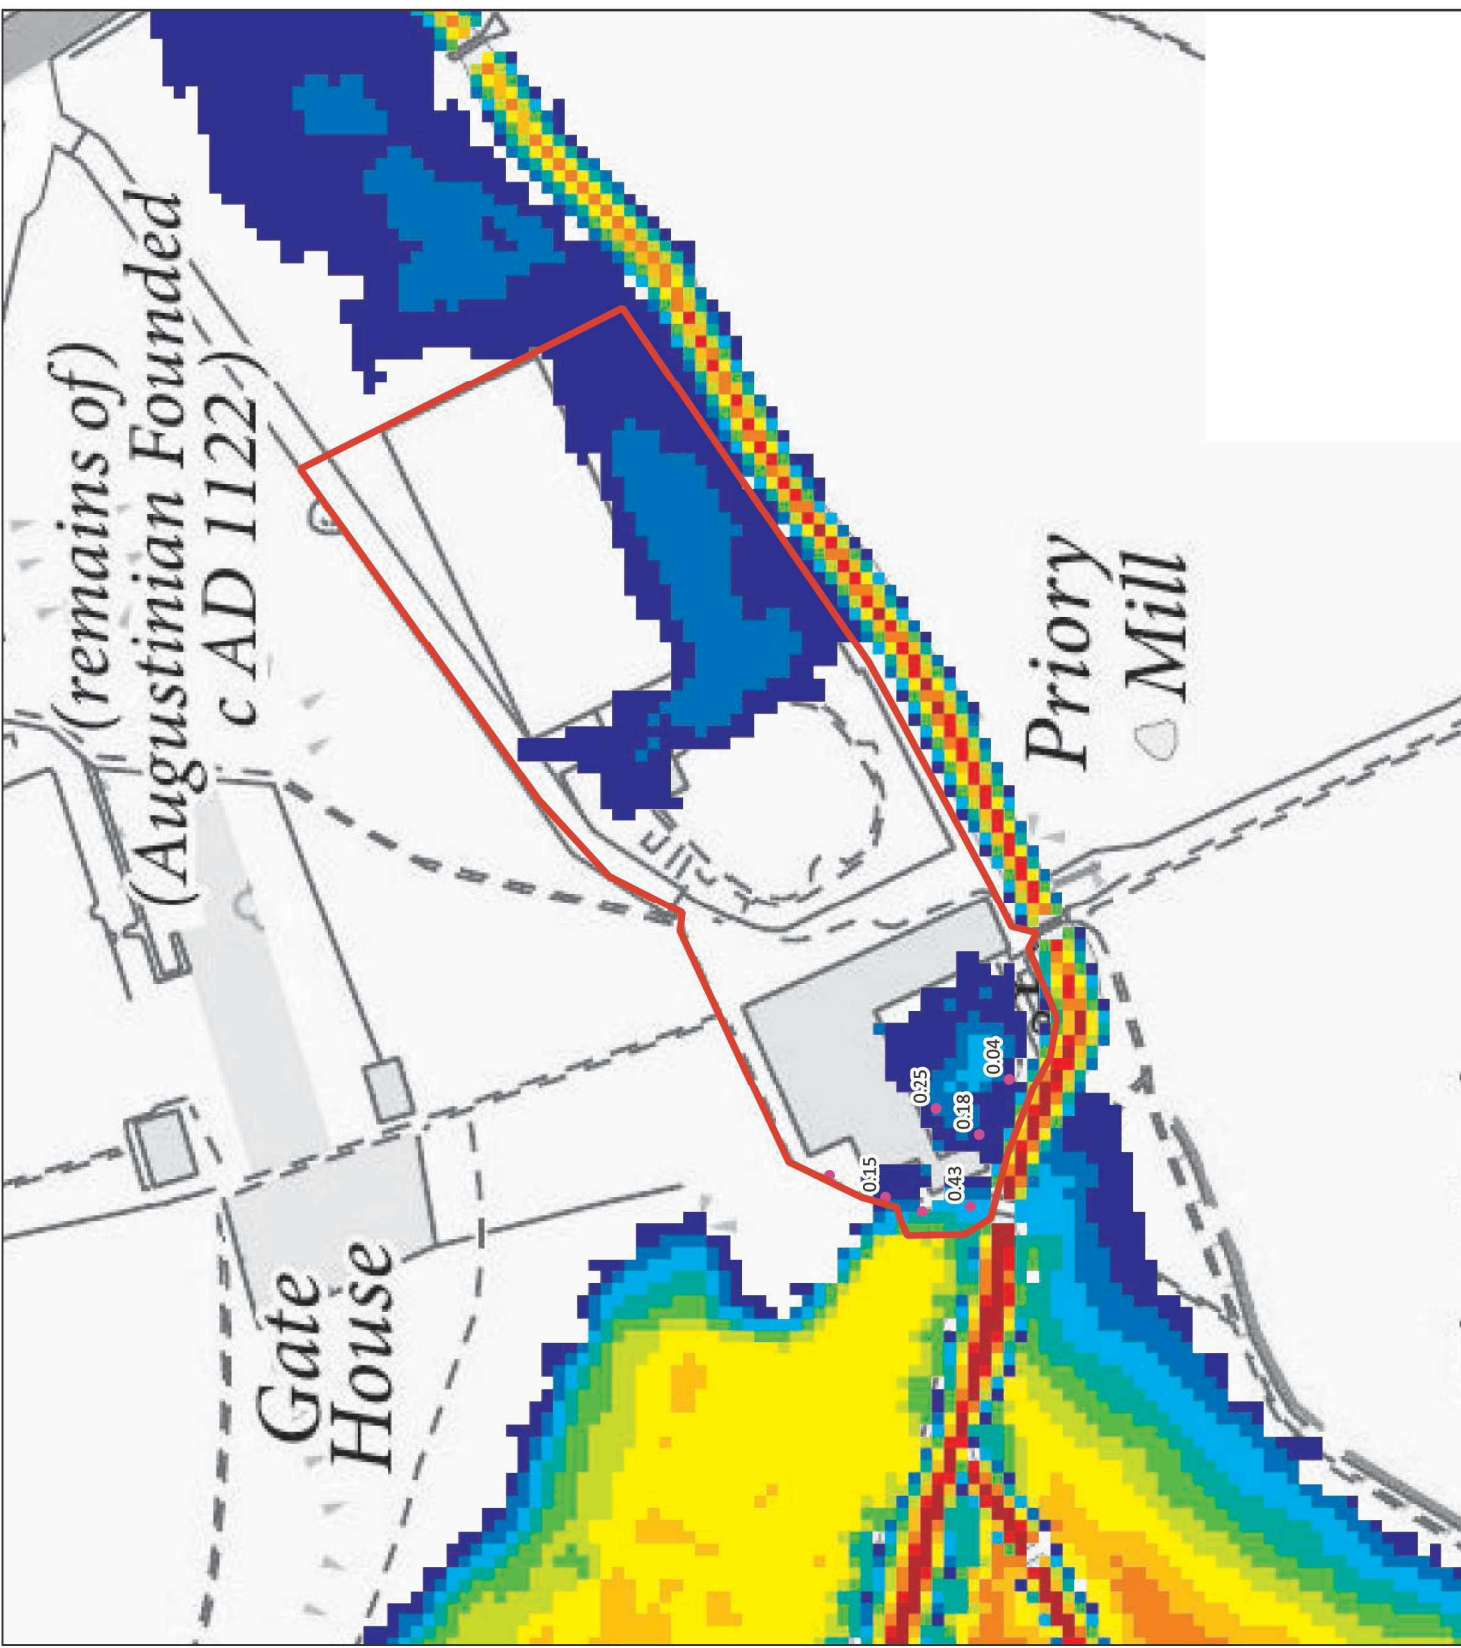 (remains of)
(Augustinian Founded
c AD 1122)
Gate
House
Priory
Mill
0.25
0.04
0.18
0.15
0.43